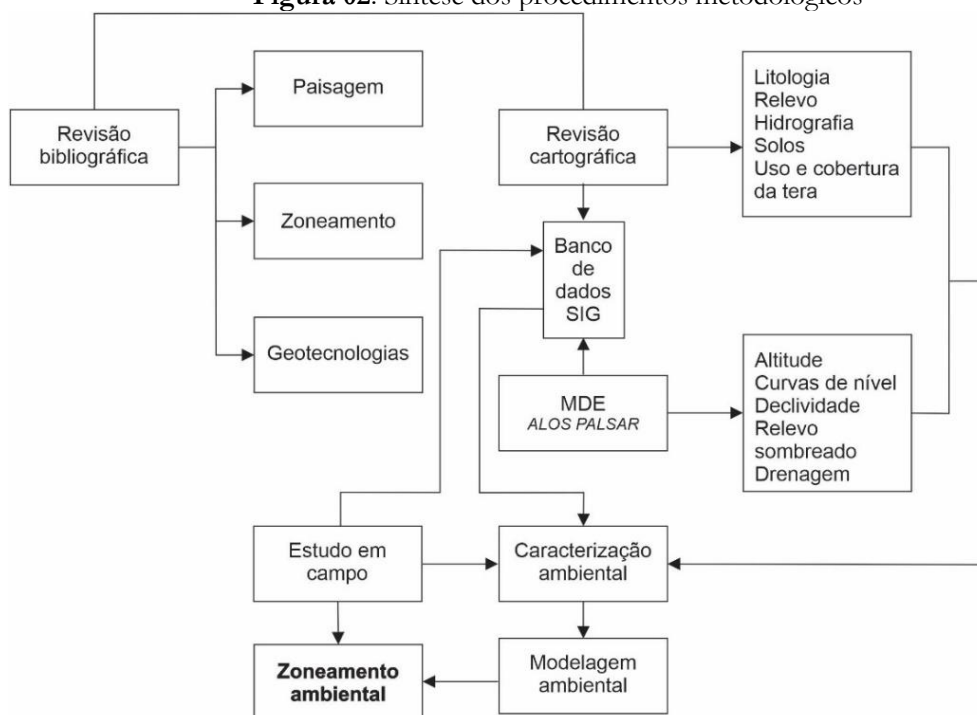 Figura 02: Síntese dos procedimentos metodológicos
Revisão
bibliográfica
Paisagem
Zoneamento
Geotecnologias
Revisão
cartográfica
Litologia
Relevo
Hidrografia
Solos
Uso e cobertura
da tera
Banco
de
dados
SIG
MDE
ALOS PALSAR
Altitude
Curvas de nível
Declividade
Relevo
sombreado
Drenagem
Estudo em
campo
Caracterização
ambiental
Zoneamento
ambiental
Modelagem
ambiental